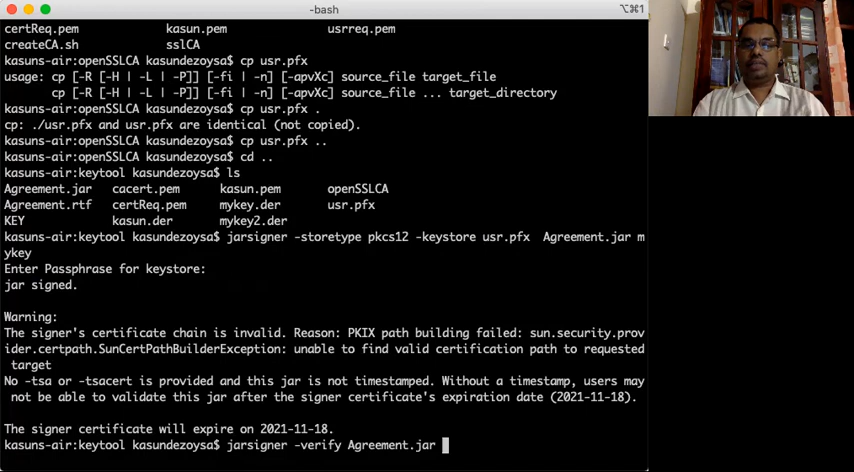 -bash
⌥⌘1
certReq.pem kasun.pem usrreq.pem
createCA.sh sslCA
kasuns-air:openSSLCA kasundezoysa$ cp usr.pfx
usage: cp [-R [-H | -L | -P]] [-fi | -n] [-apvXc] source_file target_file
cp [-R [-H | -L | -P]] [-fi | -n] [-apvXc] source_file ... target_directory
kasuns-air:openSSLCA kasundezoysa$ cp usr.pfx .
cp: ./usr.pfx and usr.pfx are identical (not copied).
kasuns-air:openSSLCA kasundezoysa$ cp usr.pfx ..
kasuns-air:openSSLCA kasundezoysa$ cd ..
kasuns-air:keytool kasundezoysa$ ls
Agreement.jar cacert.pem kasun.pem openSSLCA
Agreement.rtf certReq.pem mykey.der usr.pfx
KEY kasun.der mykey2.der
kasuns-air:keytool kasundezoysa$ jarsigner -storetype pkcs12 -keystore usr.pfx  Agreement.jar m
ykey
Enter Passphrase for keystore:
jar signed.
Warning:
The signer's certificate chain is invalid. Reason: PKIX path building failed: sun.security.prov
ider.certpath.SunCertPathBuilderException: unable to find valid certification path to requested
target
No -tsa or -tsacert is provided and this jar is not timestamped. Without a timestamp, users may
not be able to validate this jar after the signer certificate's expiration date (2021-11-18).
The signer certificate will expire on 2021-11-18.
kasuns-air:keytool kasundezoysa$ jarsigner -verify Agreement.jar